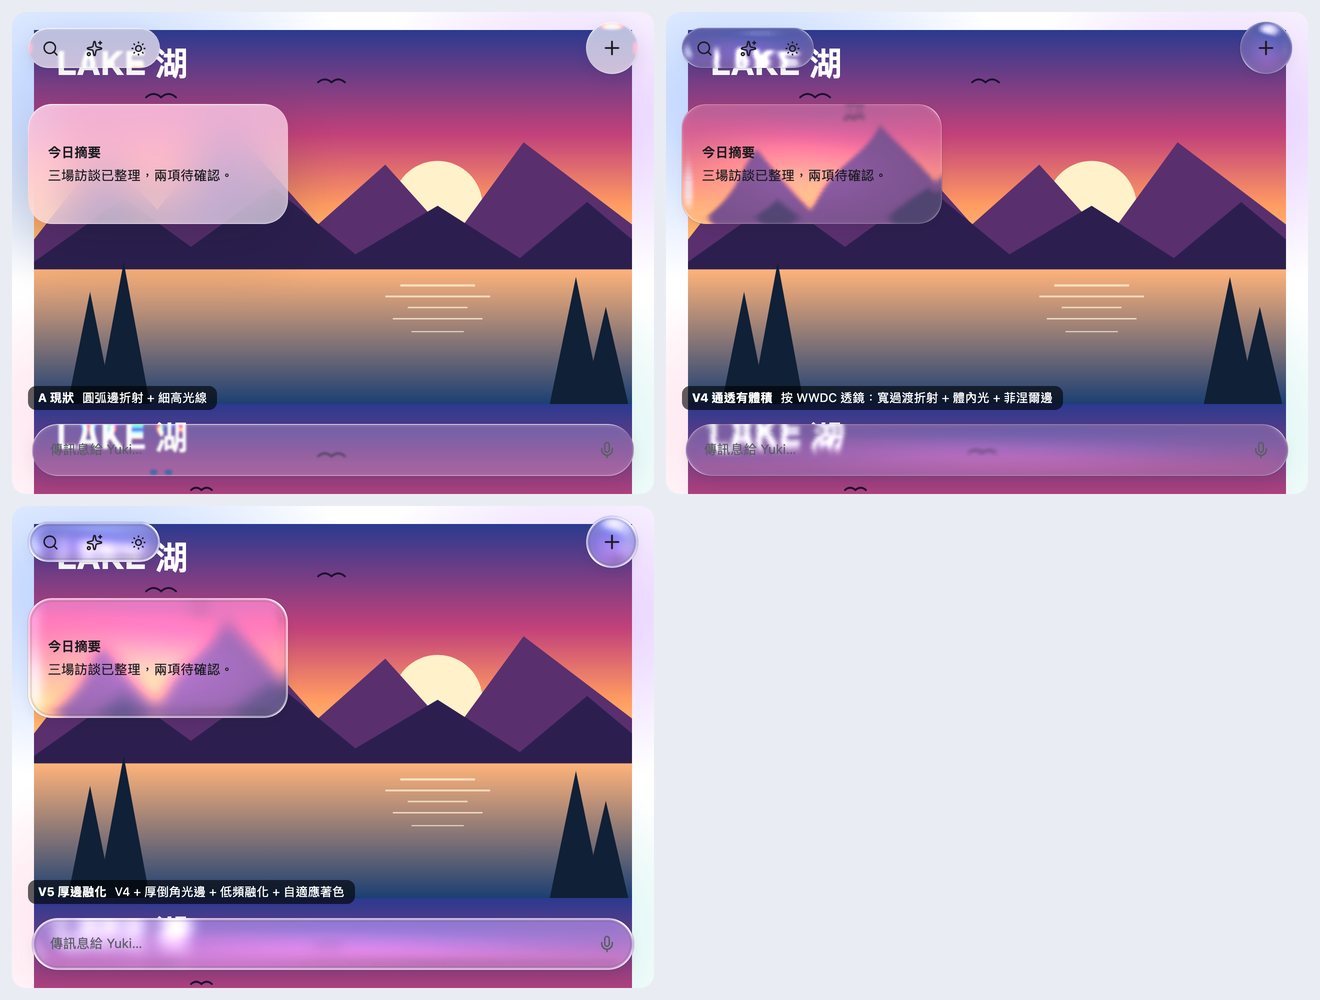 LAKE 湖
今日摘要
三場訪談已整理，兩項待確認。
A 現狀 圓弧邊折射 + 細高光線
LAKE 湖
傳訊息給 Yuki...
LAKE 湖
今日摘要
三場訪談已整理，兩項待確認。
V4 通透有體積 按 WWDC 透鏡：寬過渡折射 + 體內光 + 菲涅爾邊
LAKE 湖
傳訊息給 Yuki...
LAKE 湖
今日摘要
三場訪談已整理，兩項待確認。
V5 厚邊融化 V4 + 厚倒角光邊 + 低頻融化 + 自適應著色
傳訊息給 Yuki...